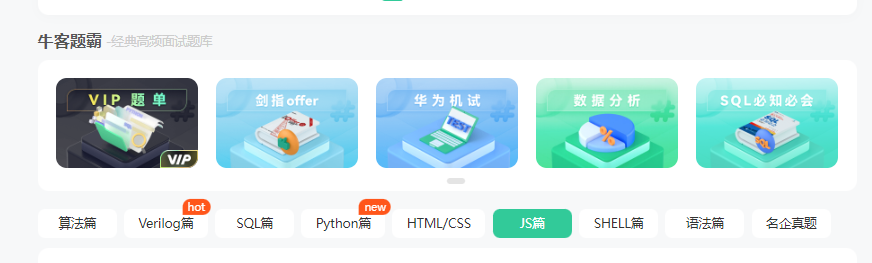 牛客题霸 -经典高频面试题库
VIP 题单
VIP
剑指offer
华为机试
TEST
数据分析
SQL必知必会
算法篇
Verilog篇
hot
SQL篇
Python篇
new
HTML/CSS
JS篇
SHELL篇
语法篇
名企真题